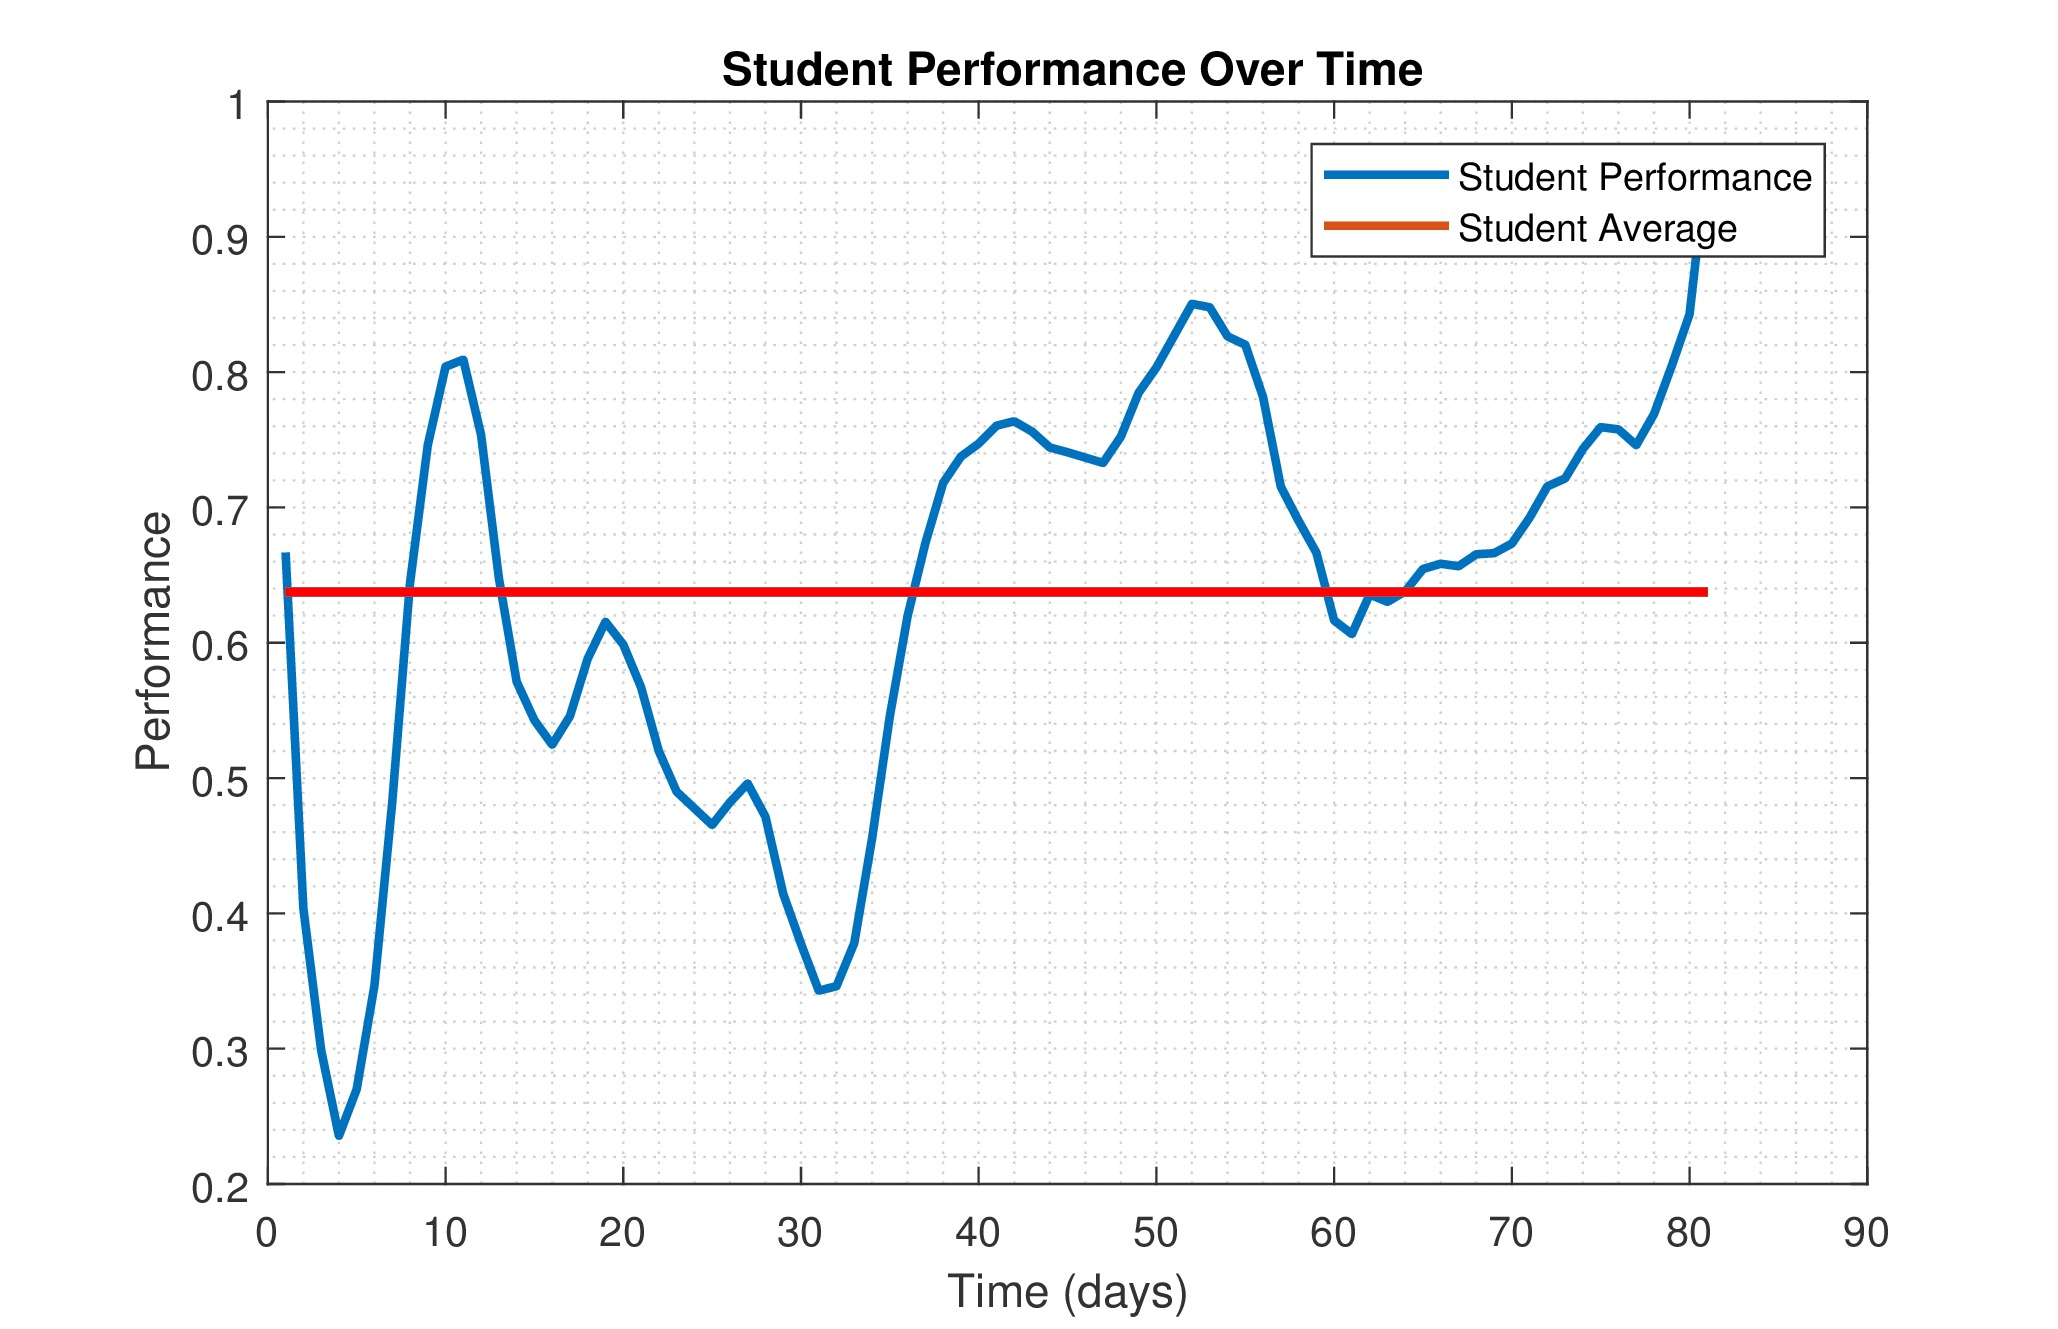 Student Performance Over Time
1
0.9
0.8
0.7
0.6
0.5
0.4
0.3
0.2
Performance
Student Performance
Student Average
0 10 20 30 40 50 60 70 80 90
Time (days)